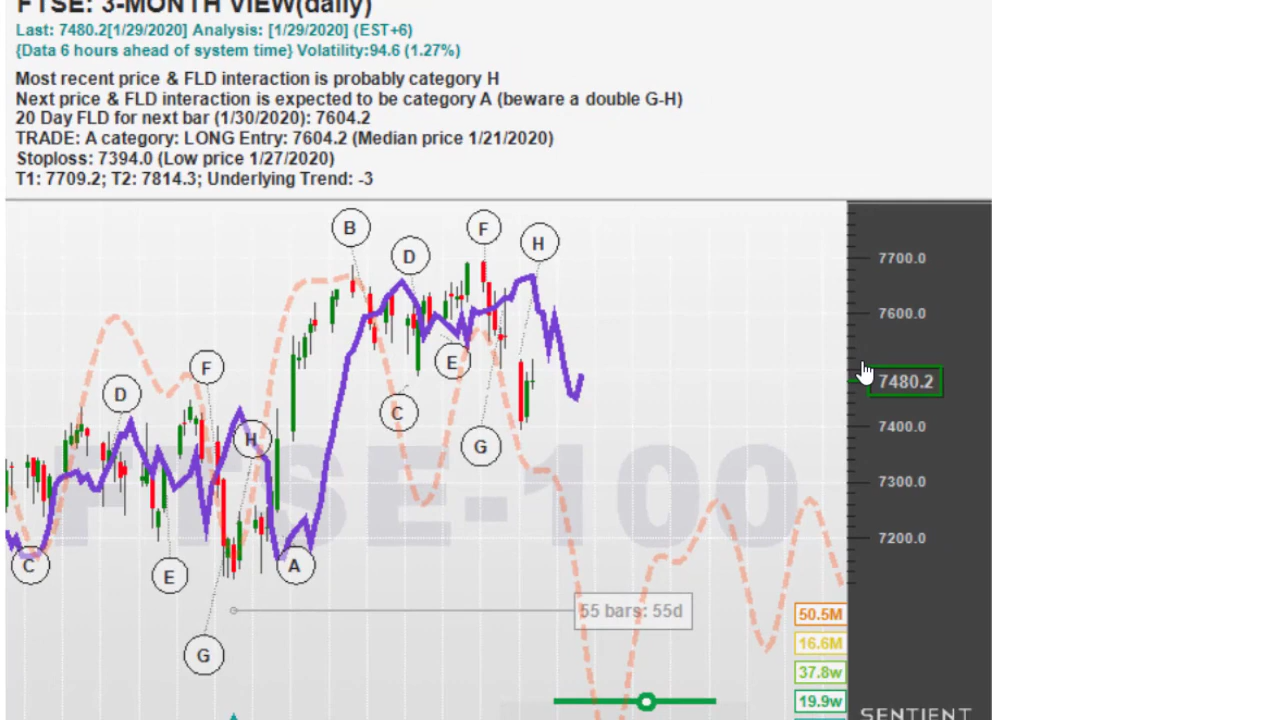 FTSE: 3-MONTH VIEW(daily)
Last: 7480.2[1/29/2020] Analysis: [1/29/2020] (EST+6)
{Data 6 hours ahead of system time} Volatility:94.6 (1.27%)
Most recent price & FLD interaction is probably category H
Next price & FLD interaction is expected to be category A (beware a double G-H)
20 Day FLD for next bar (1/30/2020): 7604.2
TRADE: A category: LONG Entry: 7604.2 (Median price 1/21/2020)
Stoploss: 7394.0 (Low price 1/27/2020)
T1: 7709.2; T2: 7814.3; Underlying Trend: -3
B
F
H
D
7700.0
7600.0
E
F
7480.2
D
C
7400.0
H
G
FTSE-100
7300.0
7200.0
C
A
E
55 bars: 55d
50.5M
16.6M
G
37.8w
19.9w
SENTIENT